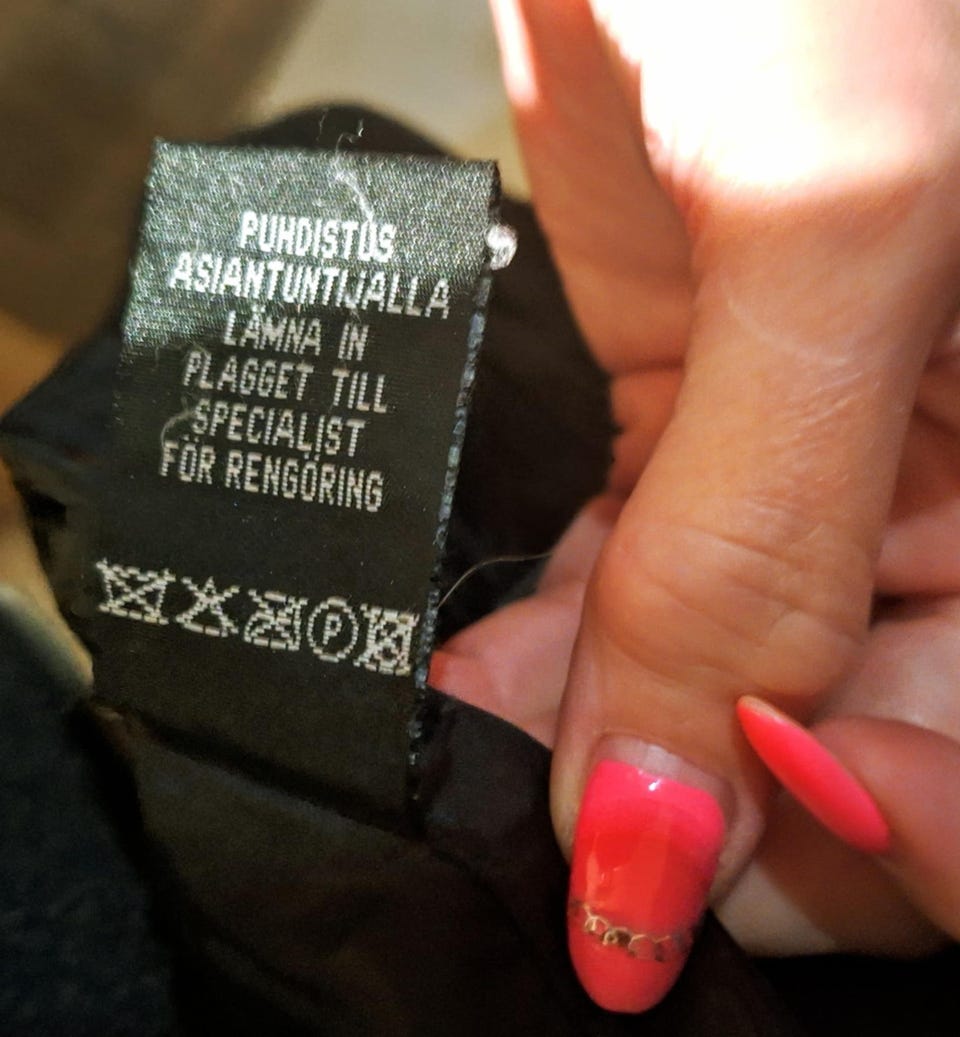 PUHDISTUS
ASIANTUNTIJALLA
LÄMNA IN
PLAGGET TILL
SPECIALIST
FÖR RENGÖRING
P